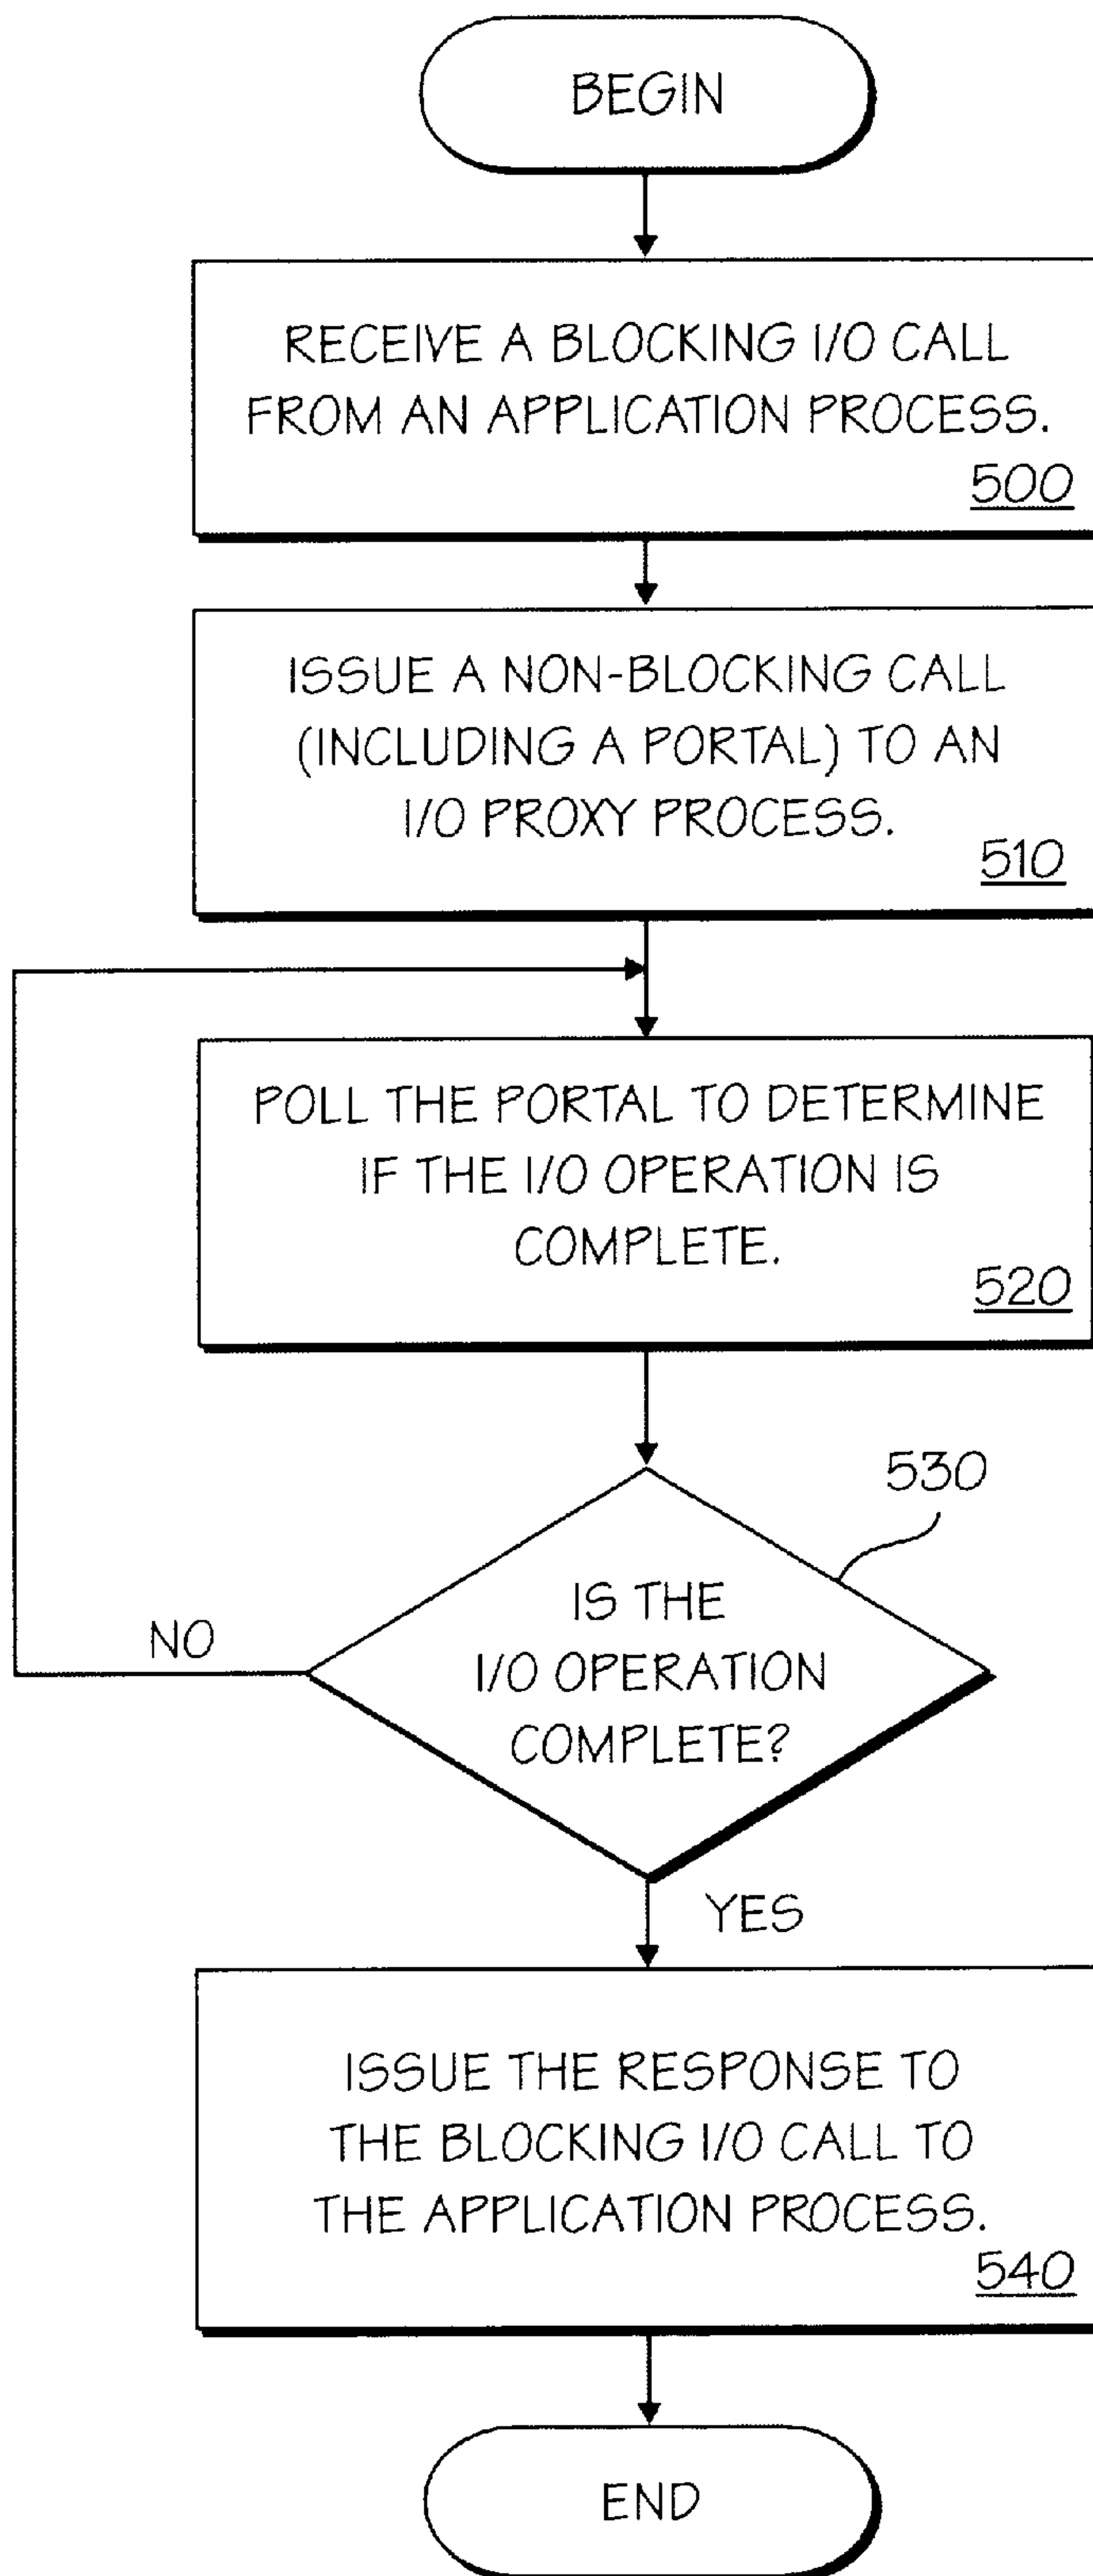 BEGIN
RECEIVE A BLOCKING I/O CALL
FROM AN APPLICATION PROCESS.
500
ISSUE A NON-BLOCKING CALL
(INCLUDING A PORTAL) TO AN
I/O PROXY PROCESS.
510
POLL THE PORTAL TO DETERMINE
IF THE I/O OPERATION IS
COMPLETE.
520
530
IS THE
I/O OPERATION
COMPLETE?
NO
YES
ISSUE THE RESPONSE TO
THE BLOCKING I/O CALL TO
THE APPLICATION PROCESS.
540
END